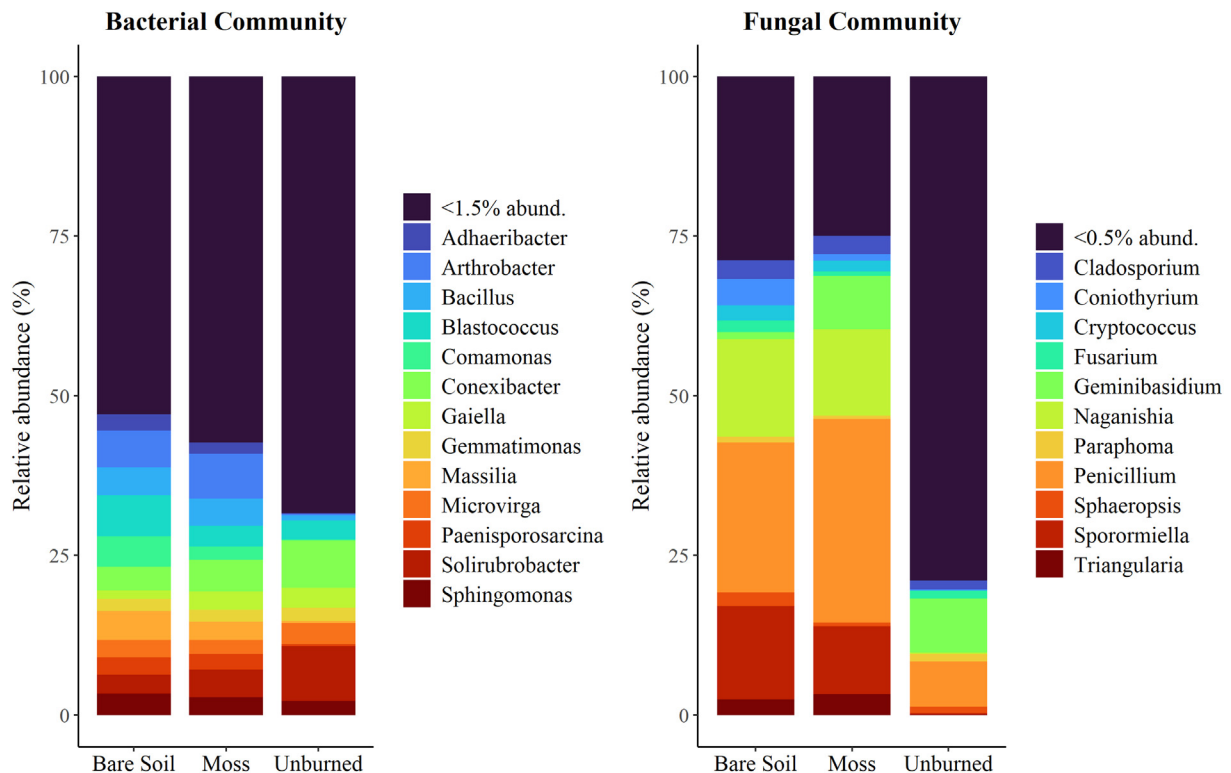 Bacterial Community
Relative abundance (%)
100
75
50
25
0
Bare Soil Moss Unburned
<1.5% abund.
Adhaeribacter
Arthrobacter
Bacillus
Blastococcus
Comamonas
Conexibacter
Gaiella
Gemmatimonas
Massilia
Microvirga
Paenisporosarcina
Solirubrobacter
Sphingomonas
Fungal Community
Relative abundance (%)
100
75
50
25
0
Bare Soil Moss Unburned
<0.5% abund.
Cladosporium
Coniothyrium
Cryptococcus
Fusarium
Geminibasidium
Naganishia
Paraphoma
Penicillium
Sphaeropsis
Sporormiella
Triangularia